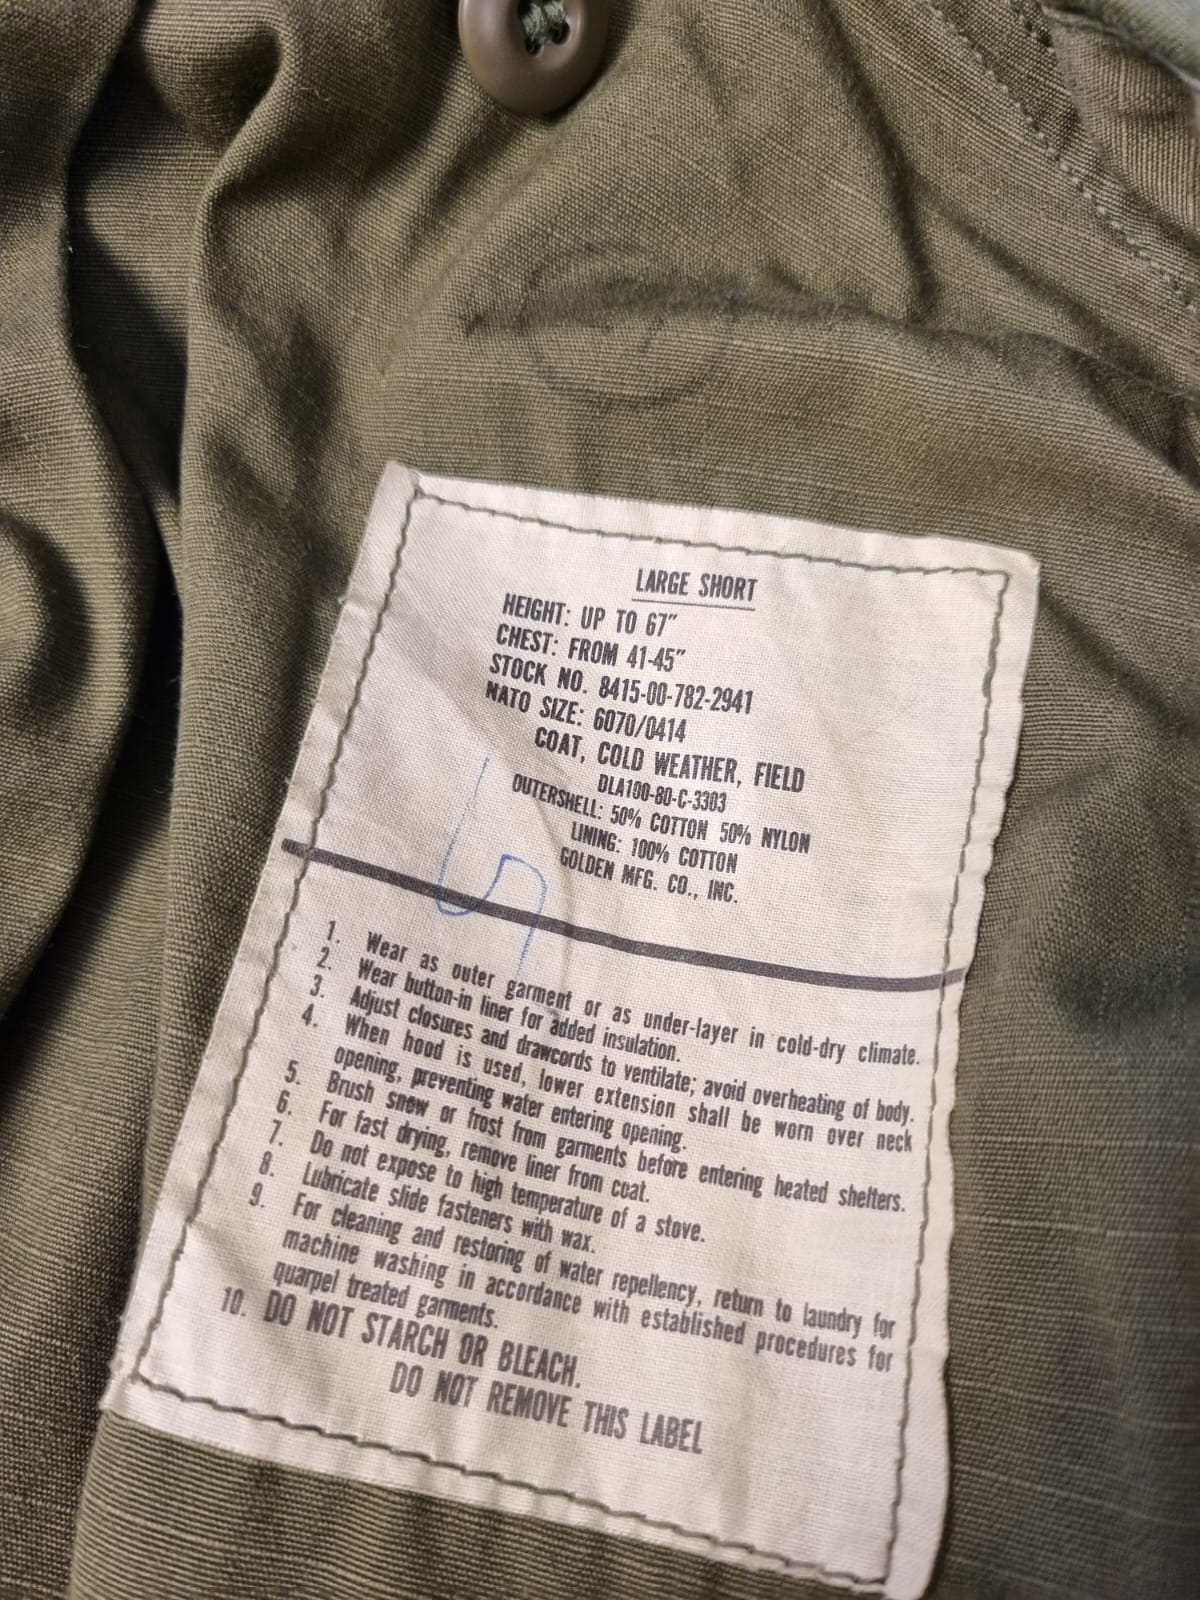 LARGE SHORT
HEIGHT: UP TO 67"
CHEST: FROM 41-45"
STOCK NO. 8415-00-782-2941
NATO SIZE: 6070/0414
COAT, COLD WEATHER, FIELD
DLA100-80-C-3303
OUTERSHELL: 50% COTTON 50% NYLON
LINING: 100% COTTON
GOLDEN MFG. CO., INC.
1. Wear as outer garment or as under-layer in cold-dry climate.
2. Wear button-in liner for added insulation.
3. Adjust closures and drawcords to ventilate; avoid overheating of body.
4. When hood is used, lower extension shall be worn over neck
opening, preventing water entering opening.
5. Brush snow or frost from garments before entering heated shelters.
6. For fast drying, remove liner from coat.
7. Do not expose to high temperature of a stove.
8. Lubricate slide fasteners with wax.
9. For cleaning and restoring of water repellency, return to laundry for
machine washing in accordance with established procedures for
quarpel treated garments.
10. DO NOT STARCH OR BLEACH.
DO NOT REMOVE THIS LABEL